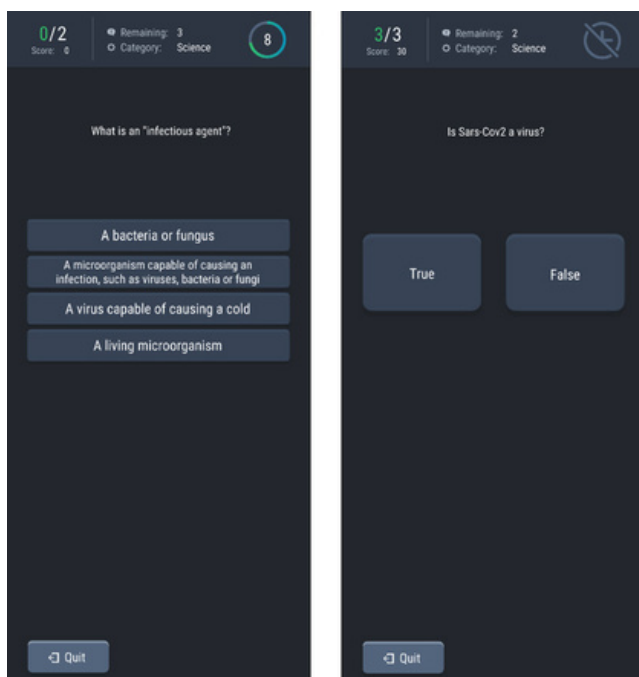 0/2
Score: 0
Remaining: 3
Category: Science
8
What is an "infectious agent"?
A bacteria or fungus
A microorganism capable of causing an
infection, such as viruses, bacteria or fungi
A virus capable of causing a cold
A living microorganism
Quit
3/3
Score: 30
Remaining: 2
Category: Science
Is Sars-Cov2 a virus?
True
False
Quit